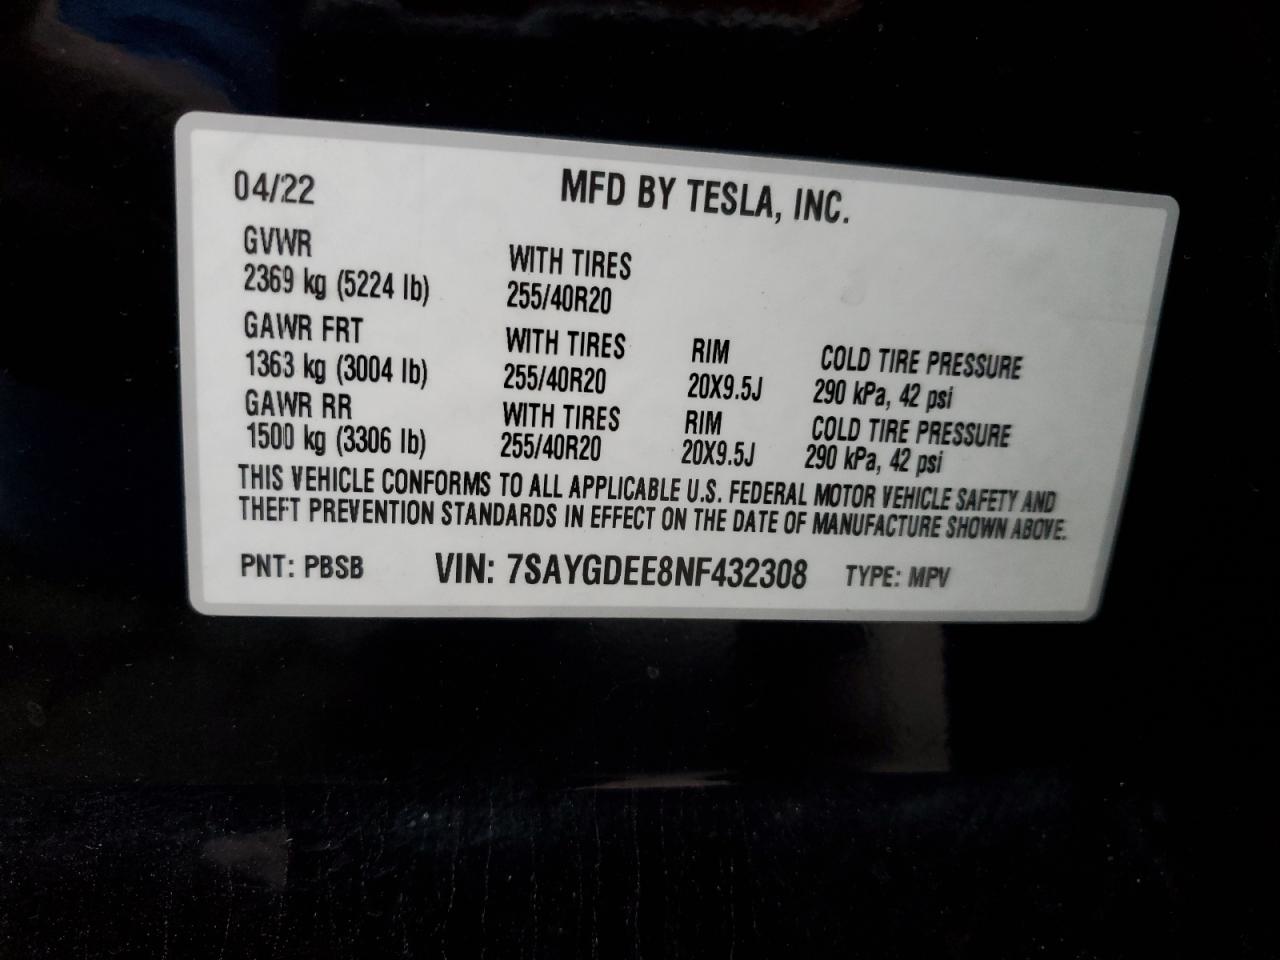 04/22 MFD BY TESLA, INC.
GVWR WITH TIRES
2369 kg (5224 lb) 255/40R20
GAWR FRT WITH TIRES RIM COLD TIRE PRESSURE
1363 kg (3004 lb) 255/40R20 20X9.5J 290 kPa, 42 psi
GAWR RR WITH TIRES RIM COLD TIRE PRESSURE
1500 kg (3306 lb) 255/40R20 20X9.5J 290 kPa, 42 psi
THIS VEHICLE CONFORMS TO ALL APPLICABLE U.S. FEDERAL MOTOR VEHICLE SAFETY AND
THEFT PREVENTION STANDARDS IN EFFECT ON THE DATE OF MANUFACTURE SHOWN ABOVE.
PNT: PBSB VIN: 7SAYGDEE8NF432308 TYPE: MPV